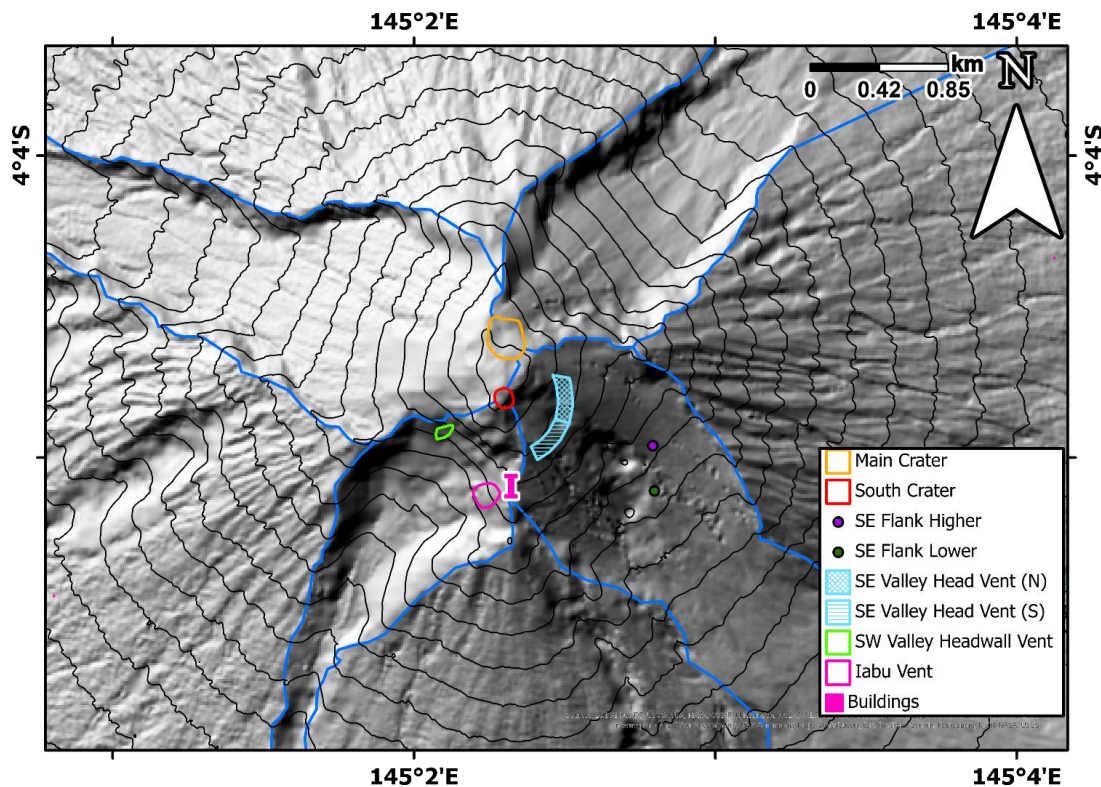 145°2'E 145°4'E
km N
0 0.42 0.85
4°4'S 4°4'S
I
Main Crater
South Crater
SE Flank Higher
SE Flank Lower
SE Valley Head Vent (N)
SE Valley Head Vent (S)
SW Valley Headwall Vent
Iabu Vent
Buildings
145°2'E 145°4'E